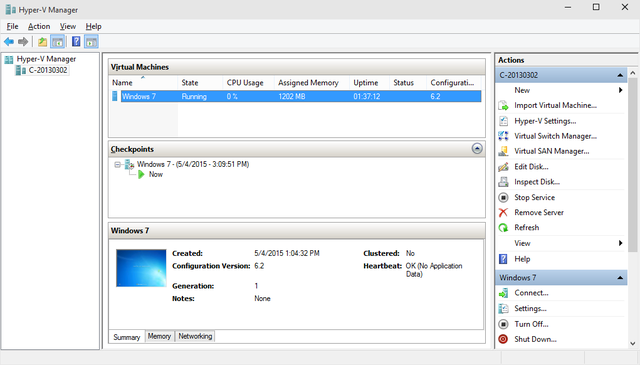 Hyper-V Manager
File Action View Help
Hyper-V Manager
C-20130302
Virtual Machines
Name State CPU Usage Assigned Memory Uptime Status Configurati...
Windows 7 Running 0 % 1202 MB 01:37:12 6.2
Checkpoints
Windows 7 - (5/4/2015 - 3:09:51 PM)
Now
Windows 7
Created: 5/4/2015 1:04:32 PM Clustered: No
Configuration Version: 6.2 Heartbeat: OK (No Application
Data)
Generation: 1
Notes: None
Summary Memory Networking
Actions
C-20130302
New
Import Virtual Machine...
Hyper-V Settings...
Virtual Switch Manager...
Virtual SAN Manager...
Edit Disk...
Inspect Disk...
Stop Service
Remove Server
Refresh
View
Help
Windows 7
Connect...
Settings...
Turn Off...
Shut Down...